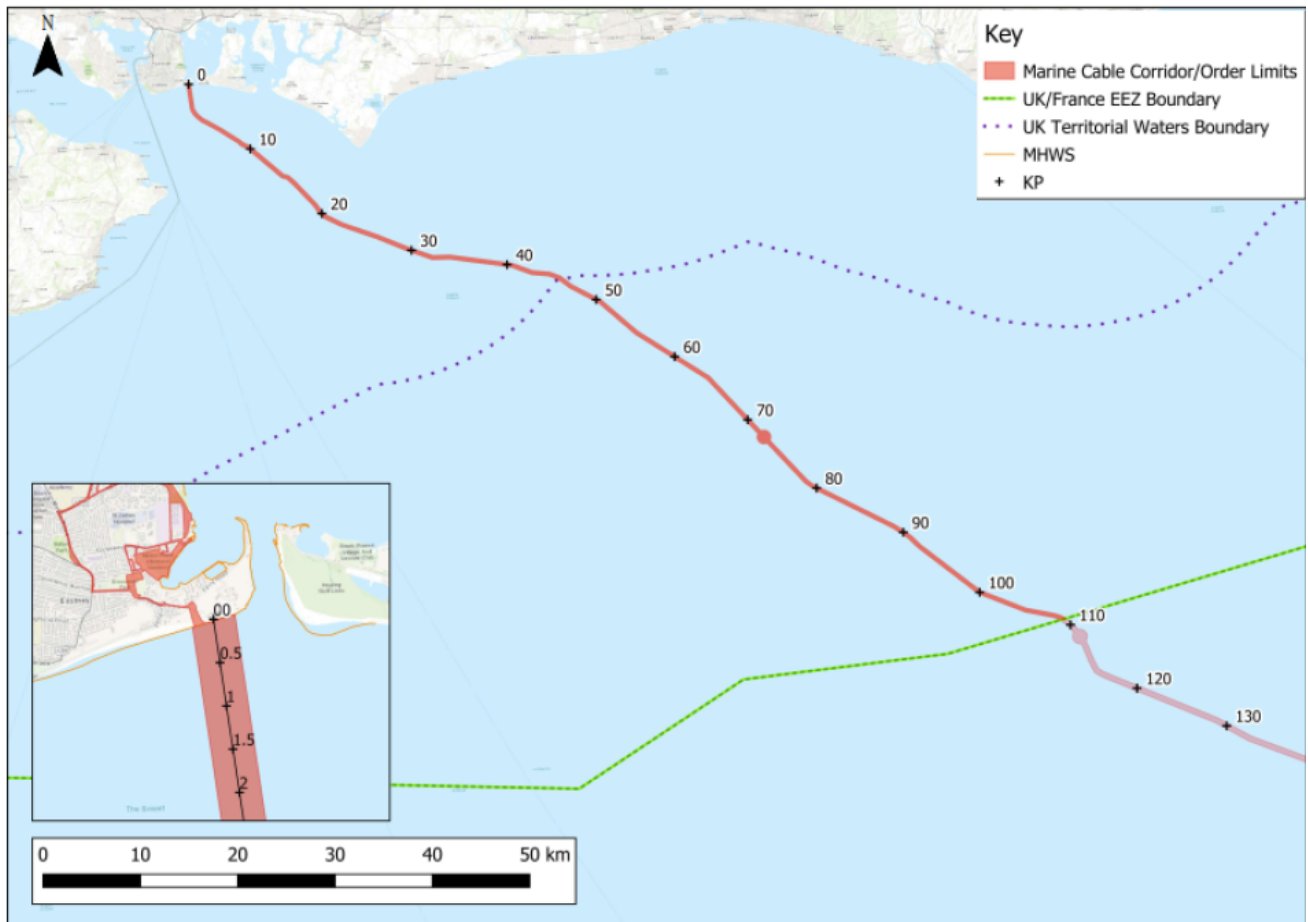 N
Key
Marine Cable Corridor/Order Limits
UK/France EEZ Boundary
UK Territorial Waters Boundary
MHWS
KP
0
10
20
30
40
50
60
70
80
90
100
110
120
130
00
0.5
1
1.5
2
The Solent
0 10 20 30 40 50 km